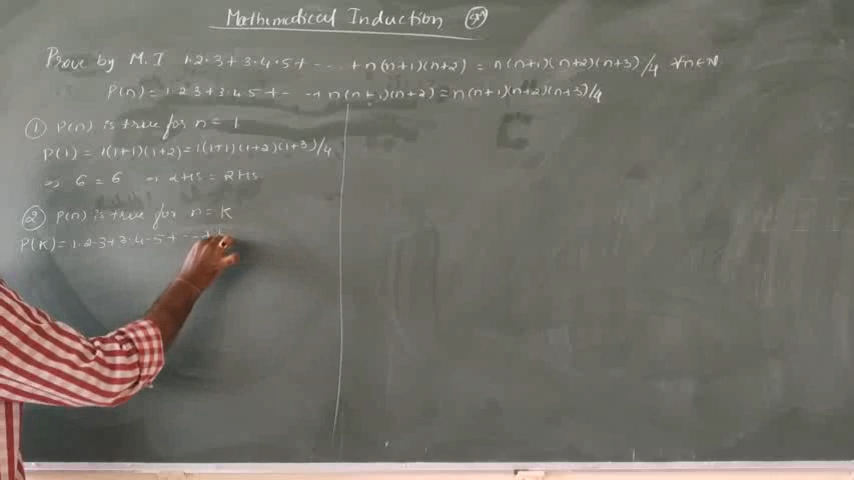 Mathematical Induction
Prove by M.I 1.2.3 + 3.4.5 + - - - + n(n+1)(n+2) = n(n+1)(n+2)(n+3)/4 ∀n∈N
P(n) = 1.2.3 + 3.4.5 + - - + n(n+1)(n+2) = n(n+1)(n+2)(n+3)/4
① P(n) is true for n = 1
P(1) = 1(1+1)(1+2) = 1(1+1)(1+2)(1+3)/4
⇒ 6 = 6 ⇒ LHS = RHS
② P(n) is true for n = K
P(K) = 1.2.3 + 3.4.5 + - - +